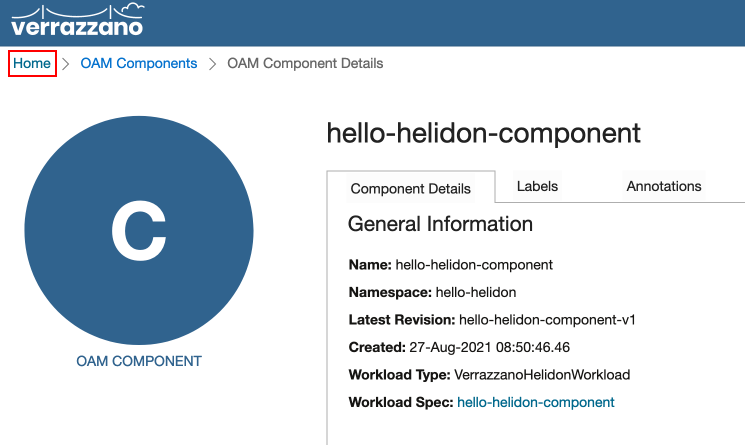 verrazzano
Home > OAM Components > OAM Component Details
C
OAM COMPONENT
hello-helidon-component
Component Details Labels Annotations
General Information
Name: hello-helidon-component
Namespace: hello-helidon
Latest Revision: hello-helidon-component-v1
Created: 27-Aug-2021 08:50:46.46
Workload Type: VerrazzanoHelidonWorkload
Workload Spec: hello-helidon-component